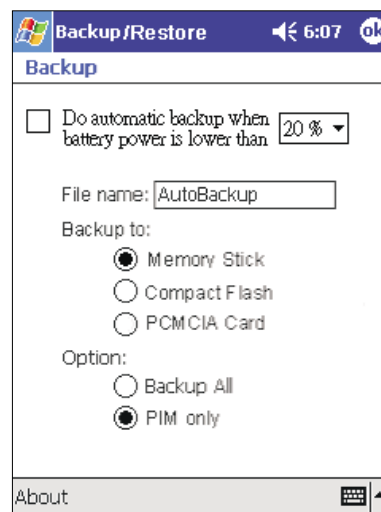 Backup/Restore 6:07 ok
Backup
Do automatic backup when
battery power is lower than 20 %
File name: AutoBackup
Backup to:
Memory Stick
Compact Flash
PCMCIA Card
Option:
Backup All
PIM only
About